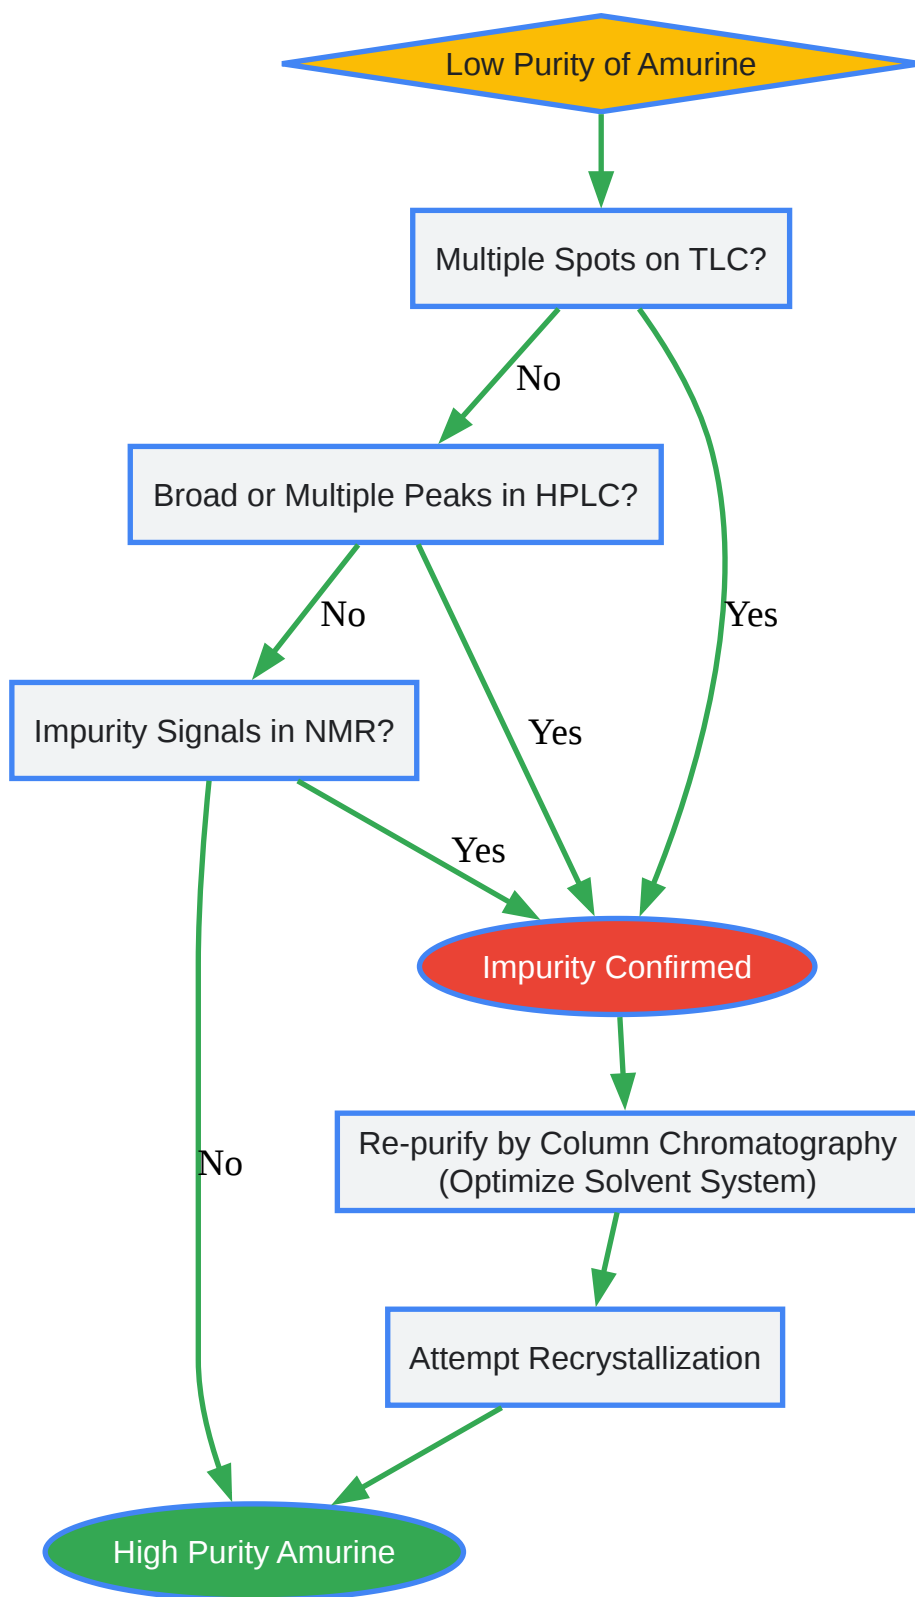 Low Purity of Amurine
Multiple Spots on TLC?
No
Broad or Multiple Peaks in HPLC?
No
Yes
Impurity Signals in NMR?
Yes
Yes
Impurity Confirmed
Re-purify by Column Chromatography
(Optimize Solvent System)
No
Attempt Recrystallization
High Purity Amurine